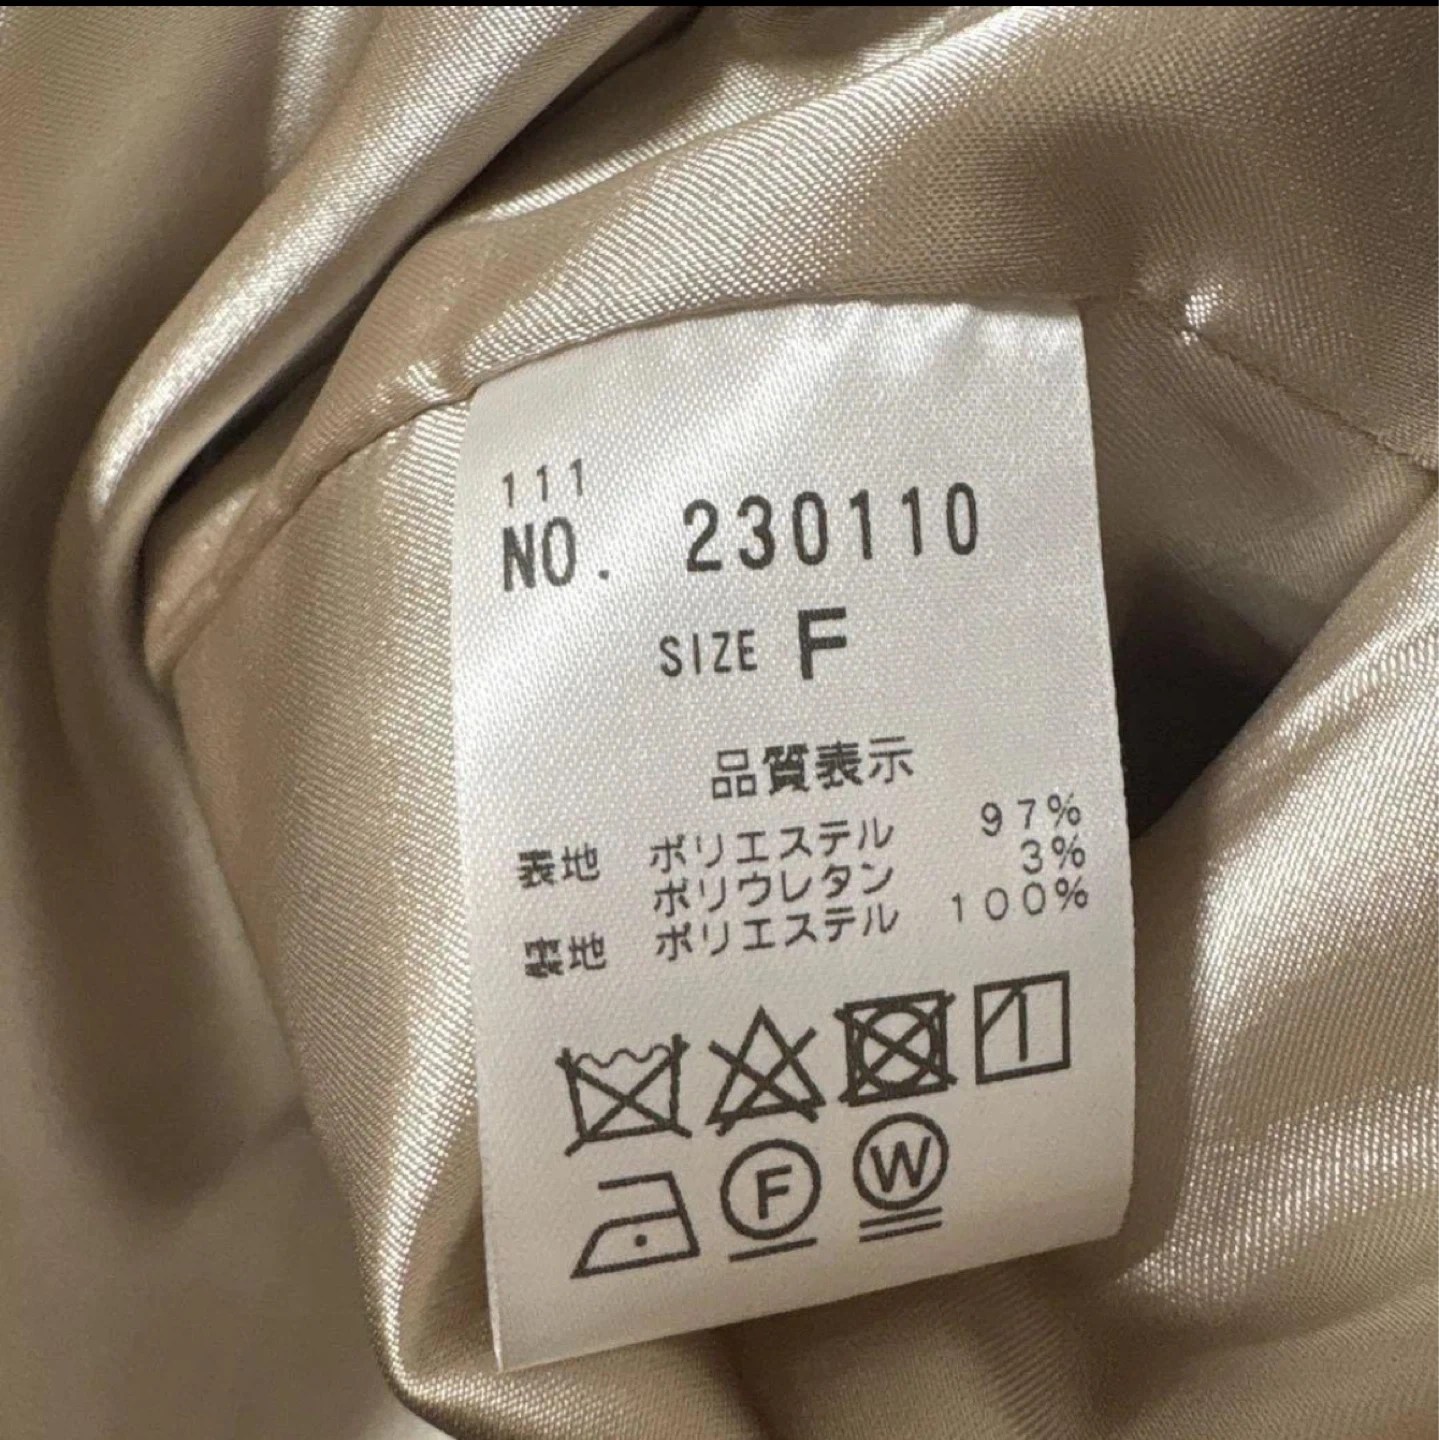 111
NO. 230110
SIZE F
品質表示
表地 ポリエステル 97%
ポリウレタン 3%
裏地 ポリエステル 100%
F W